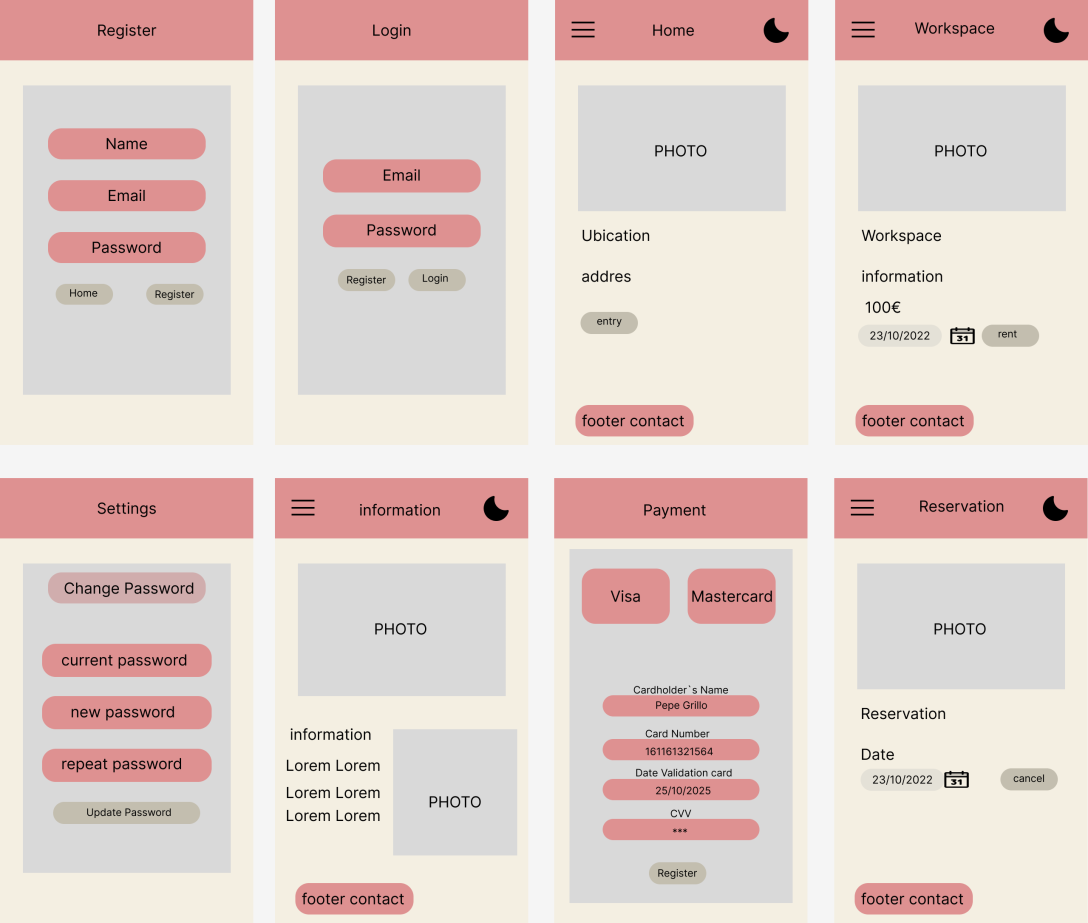 Register
Name
Email
Password
Home
Register
Login
Email
Password
Register
Login
Home
PHOTO
Ubication
addres
entry
footer contact
Workspace
PHOTO
Workspace
information
100€
23/10/2022
31
rent
footer contact
Settings
Change Password
current password
new password
repeat password
Update Password
information
PHOTO
information
Lorem Lorem
Lorem Lorem
Lorem Lorem
PHOTO
footer contact
Payment
Visa
Mastercard
Cardholder`s Name
Pepe Grillo
Card Number
161161321564
Date Validation card
25/10/2025
CVV
***
Register
Reservation
PHOTO
Reservation
Date
23/10/2022
31
cancel
footer contact